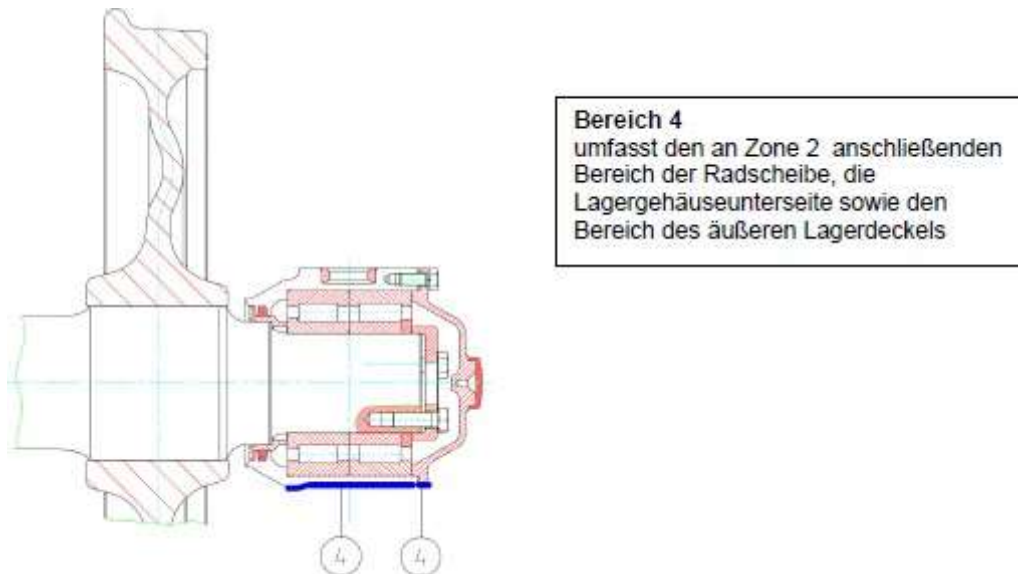 Bereich 4
umfasst den an Zone 2 anschließenden
Bereich der Radscheibe, die
Lagergehäuseunterseite sowie den
Bereich des äußeren Lagerdeckels
4 4